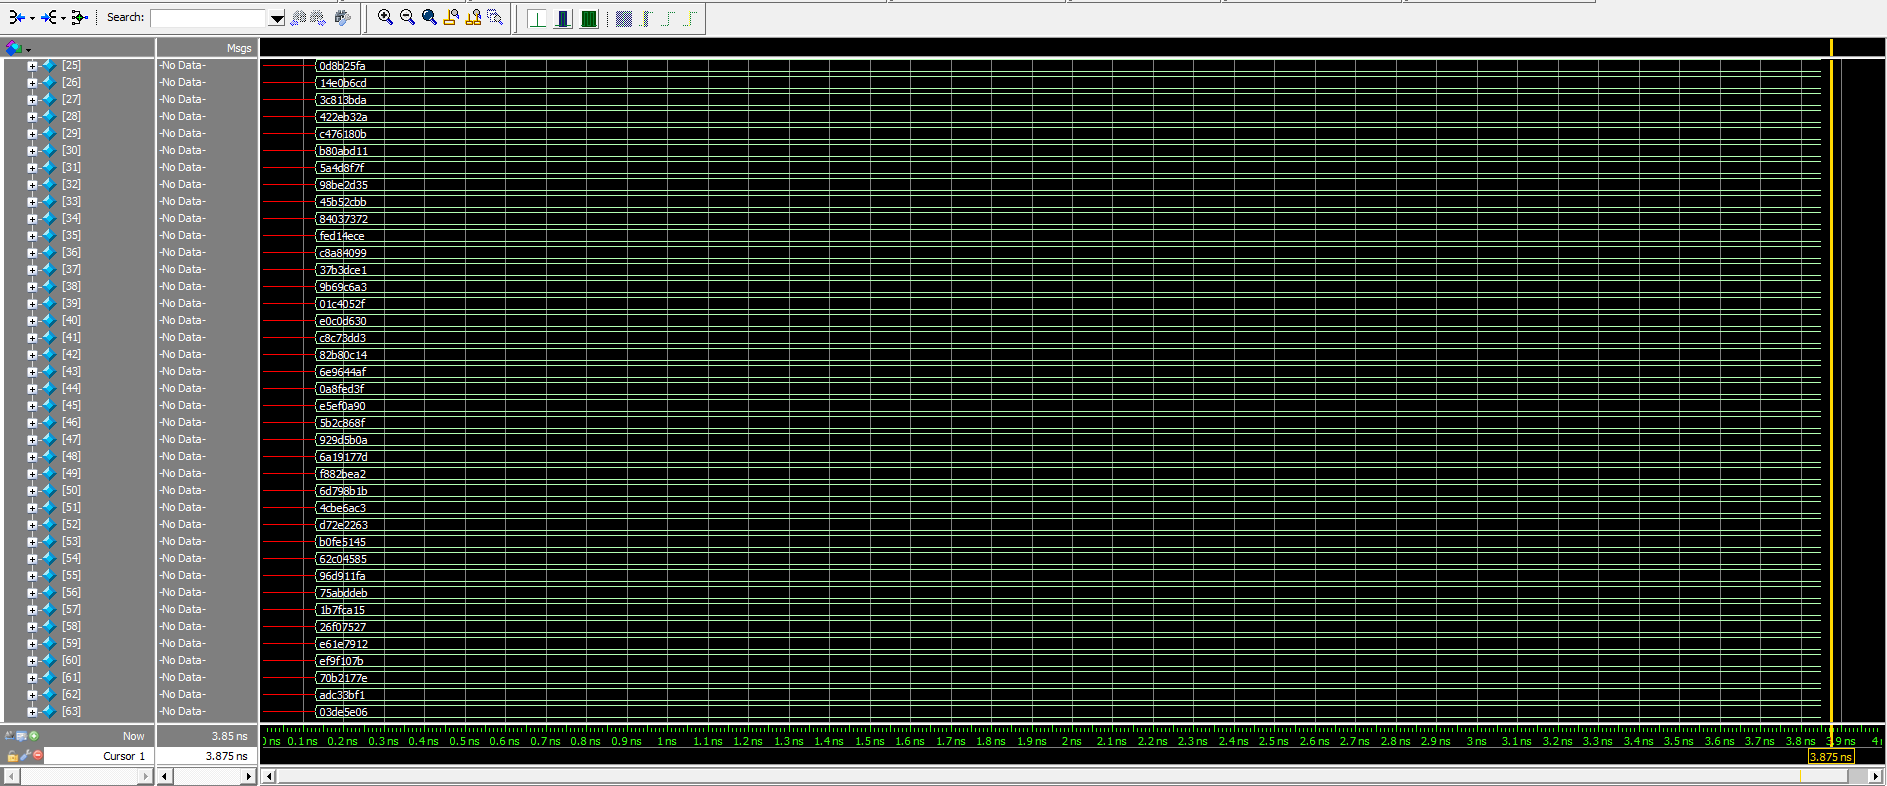 Search:
Msgs
[25] -No Data- 0d8b25fa
[26] -No Data- 14e0b6cd
[27] -No Data- 3c813bda
[28] -No Data- 422eb32a
[29] -No Data- c476180b
[30] -No Data- b80abd11
[31] -No Data- 5a4d8f7f
[32] -No Data- 98be2d35
[33] -No Data- 45b52cbb
[34] -No Data- 84037372
[35] -No Data- fed14ece
[36] -No Data- c8a84099
[37] -No Data- 37b3dce1
[38] -No Data- 9b69c6a3
[39] -No Data- 01c4052f
[40] -No Data- e0c0d630
[41] -No Data- c8c73dd3
[42] -No Data- 82b80c14
[43] -No Data- 6e9644af
[44] -No Data- 0a8fed3f
[45] -No Data- e5ef0a90
[46] -No Data- 5b2c868f
[47] -No Data- 929d5b0a
[48] -No Data- 6a19177d
[49] -No Data- f882bea2
[50] -No Data- 6d798b1b
[51] -No Data- 4cbe6ac3
[52] -No Data- d72e2263
[53] -No Data- b0fe5145
[54] -No Data- 62c04585
[55] -No Data- 96d911fa
[56] -No Data- 75abddeb
[57] -No Data- 1b7fca15
[58] -No Data- 26f07527
[59] -No Data- e61e7912
[60] -No Data- ef9f107b
[61] -No Data- 70b2177e
[62] -No Data- adc33bf1
[63] -No Data- 03de5e06
Now 3.85 ns ns 0.1 ns 0.2 ns 0.3 ns 0.4 ns 0.5 ns 0.6 ns 0.7 ns 0.8 ns 0.9 ns 1 ns 1.1 ns 1.2 ns 1.3 ns 1.4 ns 1.5 ns 1.6 ns 1.7 ns 1.8 ns 1.9 ns 2 ns 2.1 ns 2.2 ns 2.3 ns 2.4 ns 2.5 ns 2.6 ns 2.7 ns 2.8 ns 2.9 ns 3 ns 3.1 ns 3.2 ns 3.3 ns 3.4 ns 3.5 ns 3.6 ns 3.7 ns 3.8 ns 3.9 ns 4
Cursor 1 3.875 ns 3.875 ns